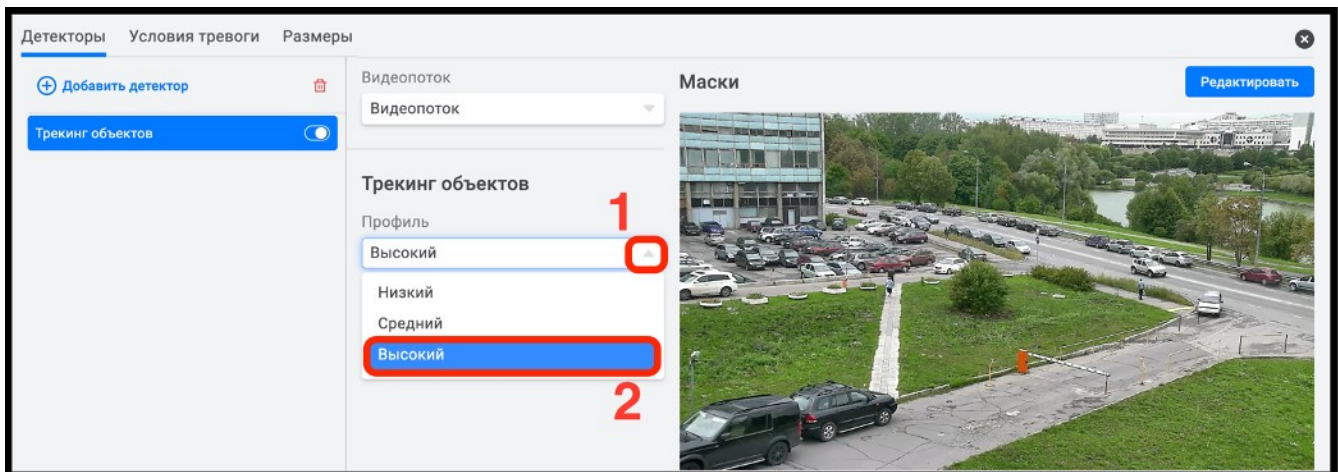 Детекторы Условия тревоги Размеры
Добавить детектор
Трекинг объектов
Видеопоток
Видеопоток
Трекинг объектов
Профиль
1
Высокий
Низкий
Средний
Высокий
2
Маски
Редактировать